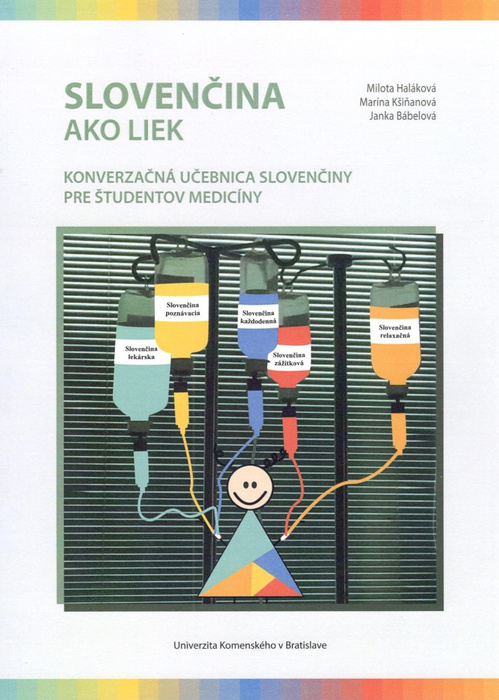 SLOVENČINA
AKO LIEK
Milota Haláková
Marina Kšiňanová
Janka Bábelová
KONVERZAČNÁ UČEBNICA SLOVENČINY
PRE ŠTUDENTOV MEDICÍNY
Slovenčina
lekárska
Slovenčina
poznávacia
Slovenčina
každodenná
Slovenčina
zážitková
Slovenčina
relaxačná
Univerzita Komenského v Bratislave